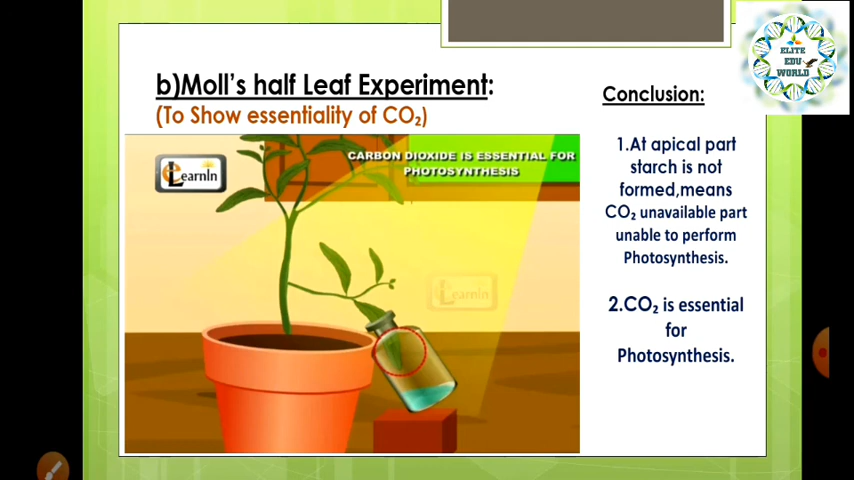 b)Moll's half Leaf Experiment:
(To Show essentiality of CO₂)
LearnIn
CARBON DIOXIDE IS ESSENTIAL FOR
PHOTOSYNTHESIS
LearnIn
ELITE
EDU
WORLD
Conclusion:
1.At apical part
starch is not
formed,means
CO₂ unavailable part
unable to perform
Photosynthesis.
2.CO₂ is essential
for
Photosynthesis.